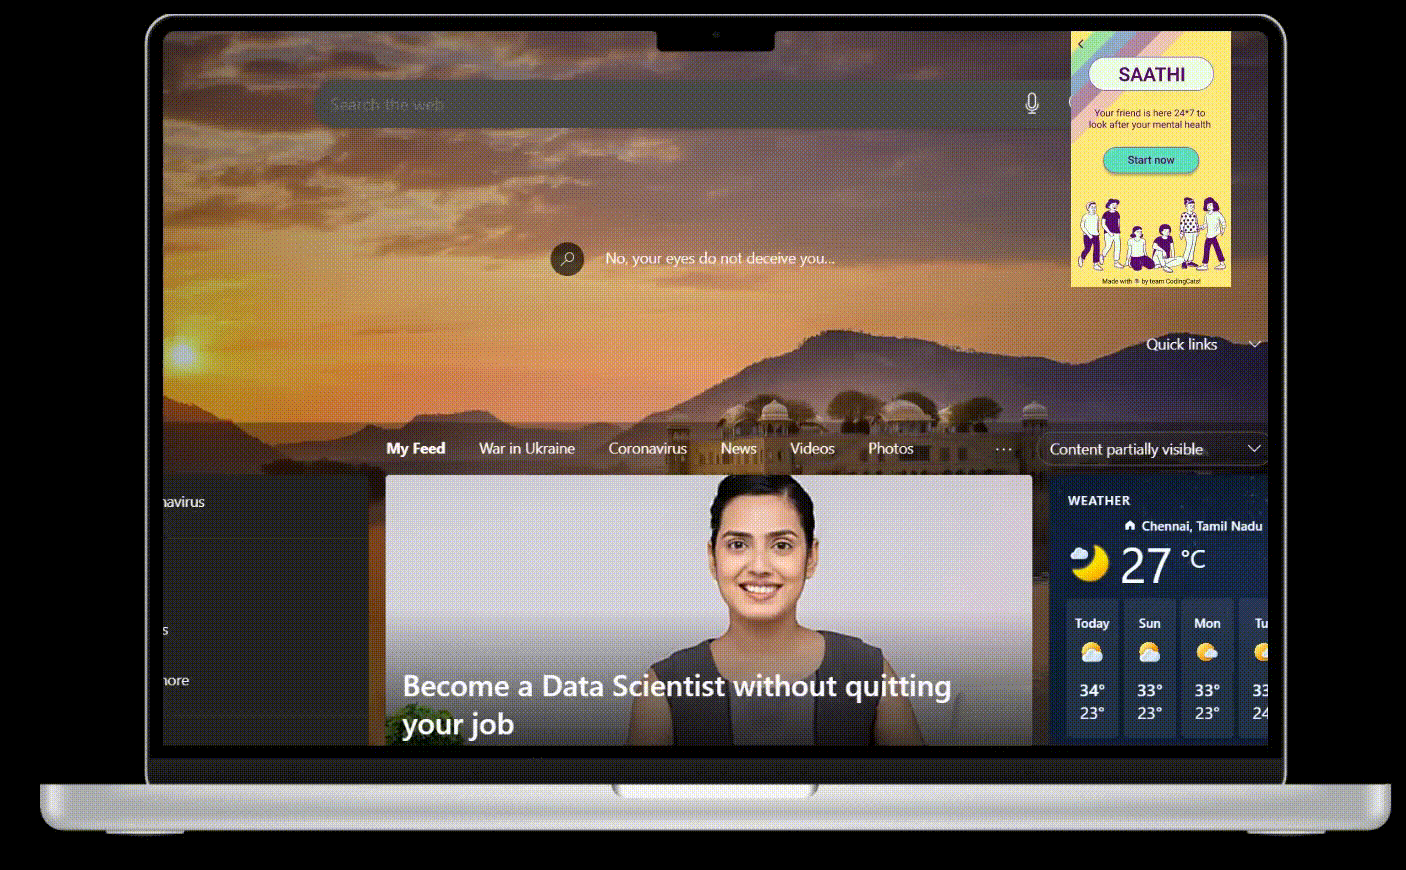 Search the web
SAATHI
Your friend is here 24*7 to
look after your mental health
Start now
Made with by team CodingCats!
No, your eyes do not deceive you...
Quick links
My Feed
War in Ukraine
Coronavirus
News
Videos
Photos
...
Content partially visible
navirus
s
nore
Become a Data Scientist without quitting
your job
WEATHER
Chennai, Tamil Nadu
27 °C
Today Sun Mon Tu
34° 33° 33° 33
23° 23° 23° 24